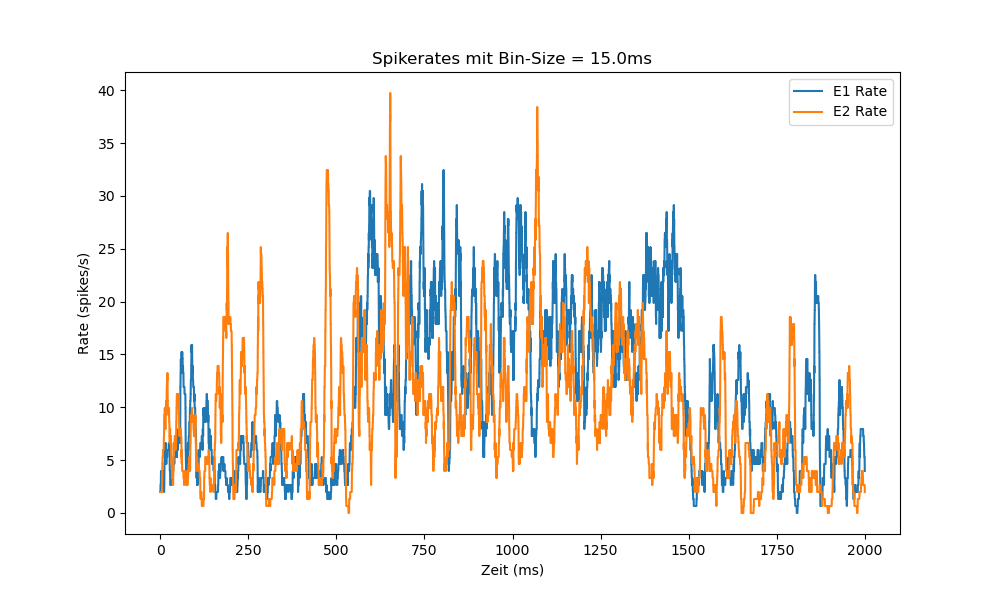 Spikerates mit Bin-Size = 15.0ms
E1 Rate
E2 Rate
40
35
30
25
20
15
10
5
0
Rate (spikes/s)
0 250 500 750 1000 1250 1500 1750 2000
Zeit (ms)